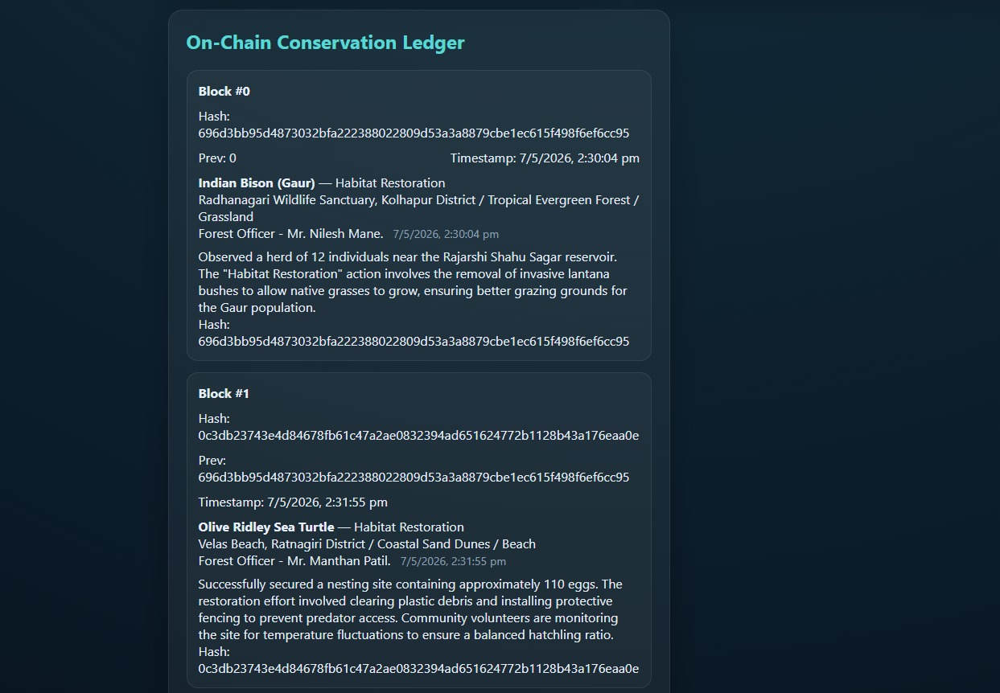 On-Chain Conservation Ledger
Block #0
Hash:
696d3bb95d4873032bfa222388022809d53a3a8879cbe1ec615f498f6ef6cc95
Prev: 0 Timestamp: 7/5/2026, 2:30:04 pm
Indian Bison (Gaur) — Habitat Restoration
Radhanagari Wildlife Sanctuary, Kolhapur District / Tropical Evergreen Forest /
Grassland
Forest Officer - Mr. Nilesh Mane. 7/5/2026, 2:30:04 pm
Observed a herd of 12 individuals near the Rajarshi Shahu Sagar reservoir.
The "Habitat Restoration" action involves the removal of invasive lantana
bushes to allow native grasses to grow, ensuring better grazing grounds for
the Gaur population.
Hash:
696d3bb95d4873032bfa222388022809d53a3a8879cbe1ec615f498f6ef6cc95
Block #1
Hash:
0c3db23743e4d84678fb61c47a2ae0832394ad651624772b1128b43a176eaa0e
Prev:
696d3bb95d4873032bfa222388022809d53a3a8879cbe1ec615f498f6ef6cc95
Timestamp: 7/5/2026, 2:31:55 pm
Olive Ridley Sea Turtle — Habitat Restoration
Velas Beach, Ratnagiri District / Coastal Sand Dunes / Beach
Forest Officer - Mr. Manthan Patil. 7/5/2026, 2:31:55 pm
Successfully secured a nesting site containing approximately 110 eggs. The
restoration effort involved clearing plastic debris and installing protective
fencing to prevent predator access. Community volunteers are monitoring
the site for temperature fluctuations to ensure a balanced hatchling ratio.
Hash:
0c3db23743e4d84678fb61c47a2ae0832394ad651624772b1128b43a176eaa0e